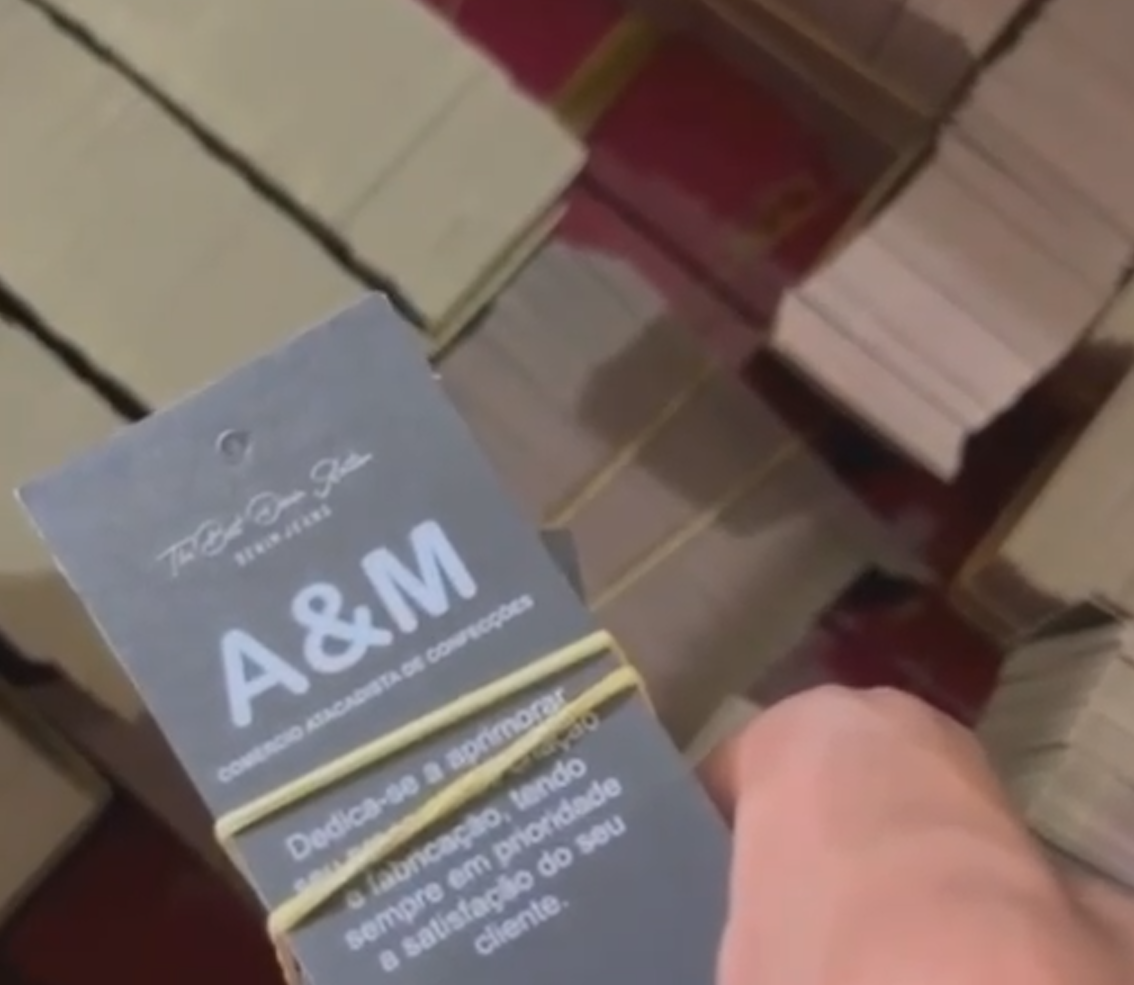 The Best Denim
DENIM JEANS
A&M
COMERCIO ATACADISTA DE CONFECÇÕES
Dedica-se a aprimorar
seu
e fabricação, tendo
sempre em prioridade
a satisfação do seu
cliente.